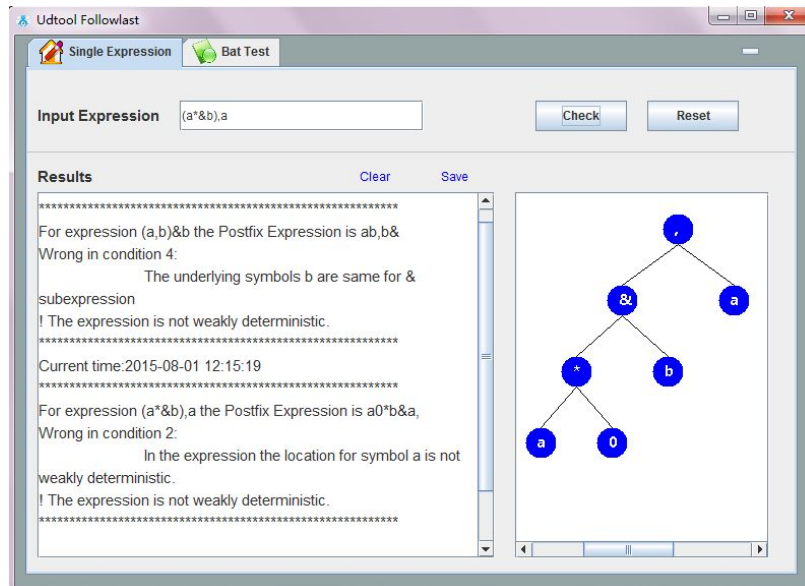 Udtool Followlast
Single Expression
Bat Test
Input Expression
(a*&b),a
Check
Reset
Results
Clear
Save
**********************************************************
For expression (a,b)&b the Postfix Expression is ab,b&
Wrong in condition 4:
The underlying symbols b are same for &
subexpression
! The expression is not weakly deterministic.
**********************************************************
Current time:2015-08-01 12:15:19
**********************************************************
For expression (a*&b),a the Postfix Expression is a0*b&a,
Wrong in condition 2:
In the expression the location for symbol a is not
weakly deterministic.
! The expression is not weakly deterministic.
**********************************************************
,
& a
* b
a 0